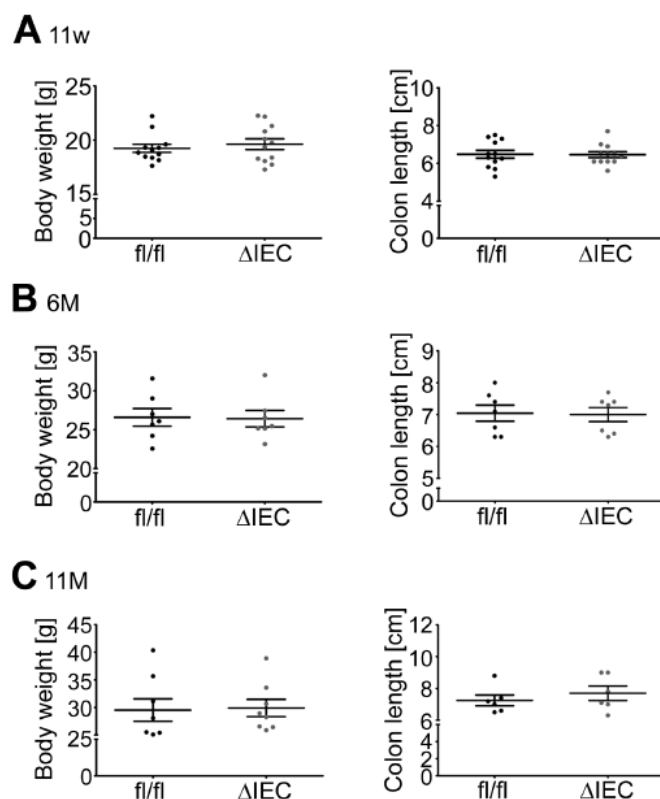 A 11w
Body weight [g]
25
20
15
5
0
fl/fl
ΔIEC
Colon length [cm]
10
8
6
4
0
fl/fl
ΔIEC
B 6M
Body weight [g]
35
30
25
20
0
fl/fl
ΔIEC
Colon length [cm]
9
8
7
6
5
0
fl/fl
ΔIEC
C 11M
Body weight [g]
45
40
35
30
25
0
fl/fl
ΔIEC
Colon length [cm]
12
10
8
6
4
2
0
fl/fl
ΔIEC